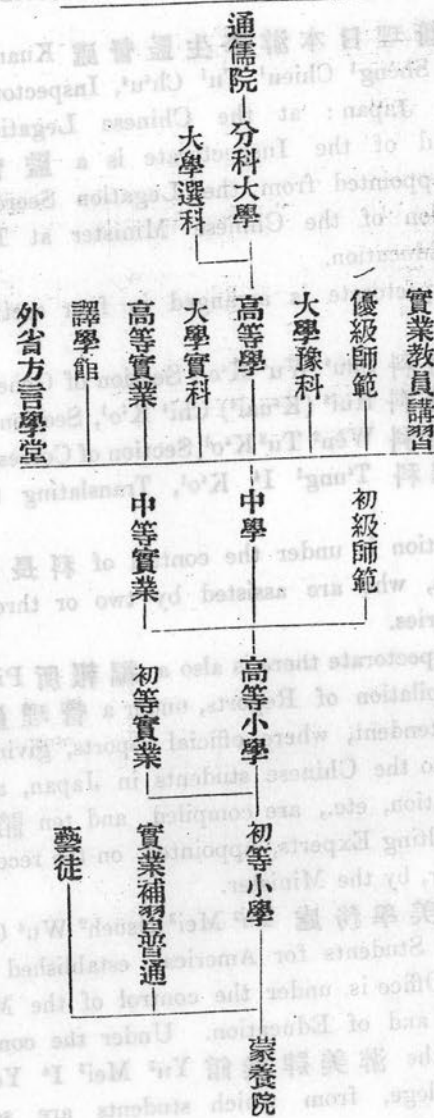 通儒院
分科大學
大學選科
實業教員講習
優級師範
大學豫科
高等學
大學實科
高等實業
譯學館
外省方言學堂
初級師範
中學
中等實業
高等小學
初等實業
初等小學
實業補習普通
藝徒
蒙養院